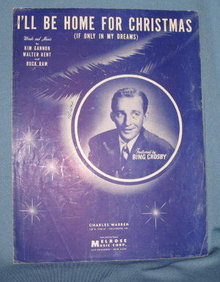 I'LL BE HOME FOR CHRISTMAS
(IF ONLY IN MY DREAMS)
Words and Music
by
KIM GANNON
WALTER KENT
and
BUCK RAM
Featured by
BING CROSBY
CHARLES WARREN
MELROSE
MUSIC CORP.